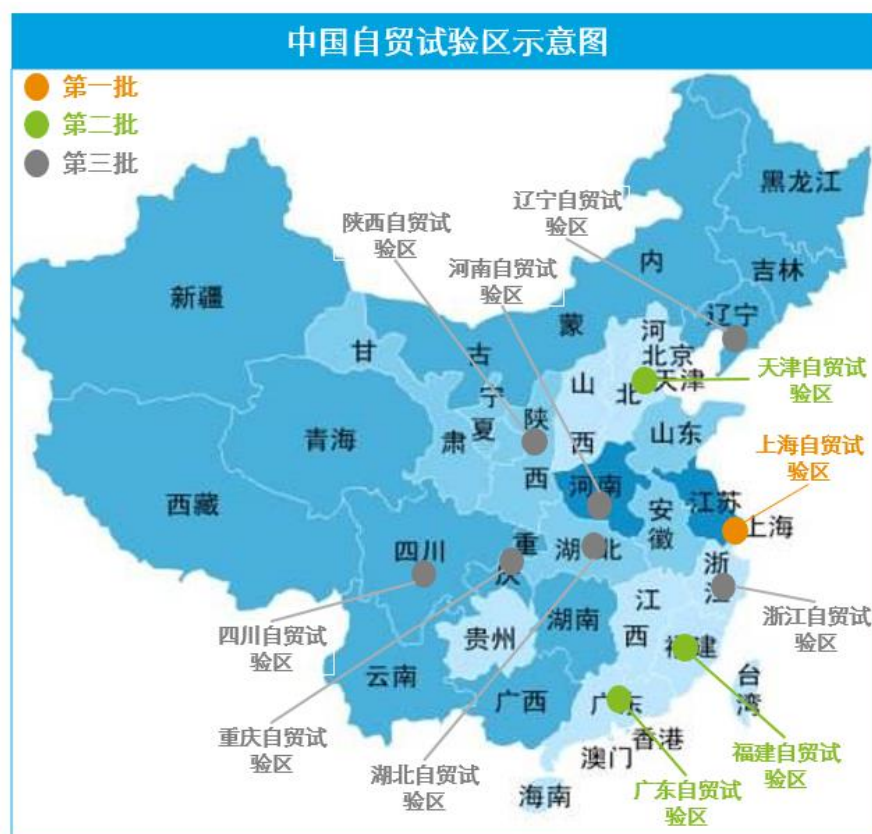 中国自贸试验区示意图
第一批
第二批
第三批
黑龙江
辽宁自贸试
验区
陕西自贸试
验区
河南自贸试
验区
内
吉林
新疆
辽宁
蒙
河
古
甘
北京
天津自贸试
验区
天津
山
北
宁
夏
陕
青海
肃
西
山东
上海自贸试
验区
西
河南
江苏
西藏
安
徽
上海
四川
重
庆
湖北
浙
江
江
西
浙江自贸试
验区
四川自贸试
验区
贵州
湖南
福建
云南
广西
广东
台
湾
重庆自贸试
验区
湖北自贸试
验区
澳门
香港
福建自贸试
验区
广东自贸试
验区
海南